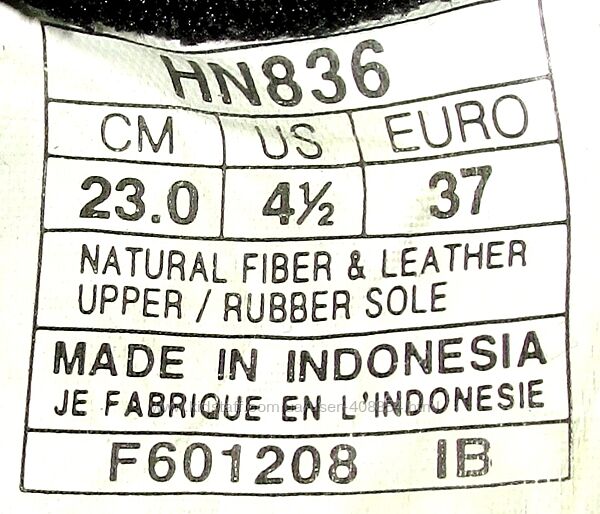 HN836
CM US EURO
23.0 4½ 37
NATURAL FIBER & LEATHER
UPPER / RUBBER SOLE
MADE IN INDONESIA
JE FABRIQUE EN L'INDONESIE
F601208 IB